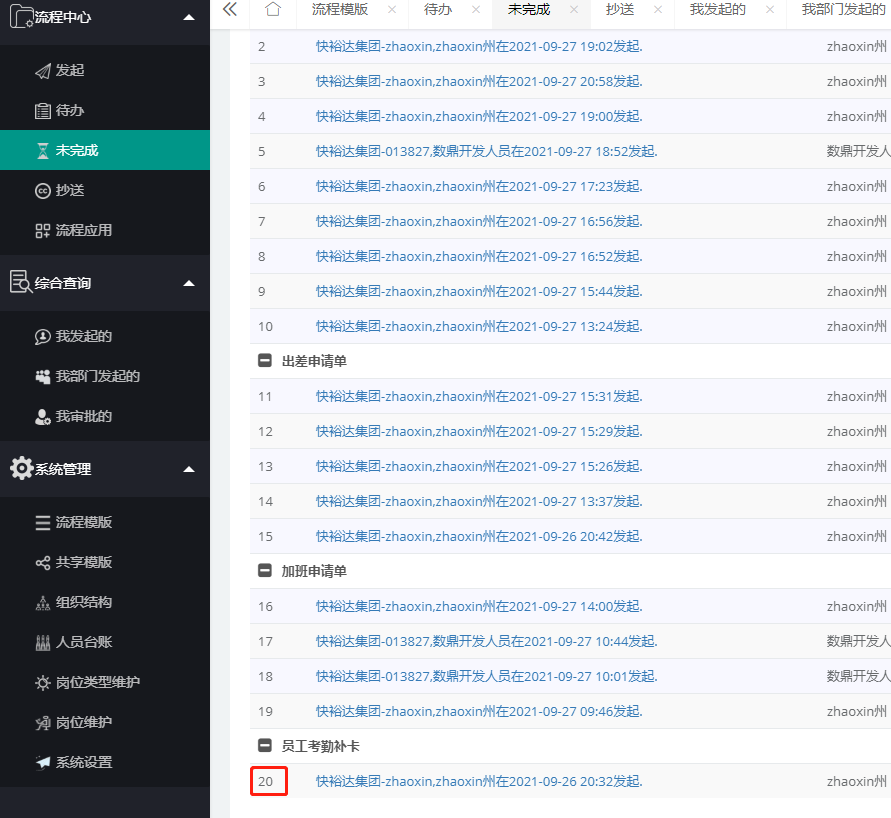 流程中心
发起
待办
未完成
抄送
流程应用
综合查询
我发起的
我部门发起的
我审批的
系统管理
流程模版
共享模版
组织结构
人员台账
岗位类型维护
岗位维护
系统设置
流程模版 × 待办 × 未完成 × 抄送 × 我发起的 × 我部门发起的
2 快裕达集团-zhaoxin,zhaoxin州在2021-09-27 19:02发起. zhaoxin州
3 快裕达集团-zhaoxin,zhaoxin州在2021-09-27 20:58发起. zhaoxin州
4 快裕达集团-zhaoxin,zhaoxin州在2021-09-27 19:00发起. zhaoxin州
5 快裕达集团-013827,数鼎开发人员在2021-09-27 18:52发起. 数鼎开发人
6 快裕达集团-zhaoxin,zhaoxin州在2021-09-27 17:23发起. zhaoxin州
7 快裕达集团-zhaoxin,zhaoxin州在2021-09-27 16:56发起. zhaoxin州
8 快裕达集团-zhaoxin,zhaoxin州在2021-09-27 16:52发起. zhaoxin州
9 快裕达集团-zhaoxin,zhaoxin州在2021-09-27 15:44发起. zhaoxin州
10 快裕达集团-zhaoxin,zhaoxin州在2021-09-27 13:24发起. zhaoxin州
出差申请单
11 快裕达集团-zhaoxin,zhaoxin州在2021-09-27 15:31发起. zhaoxin州
12 快裕达集团-zhaoxin,zhaoxin州在2021-09-27 15:29发起. zhaoxin州
13 快裕达集团-zhaoxin,zhaoxin州在2021-09-27 15:26发起. zhaoxin州
14 快裕达集团-zhaoxin,zhaoxin州在2021-09-27 13:37发起. zhaoxin州
15 快裕达集团-zhaoxin,zhaoxin州在2021-09-26 20:42发起. zhaoxin州
加班申请单
16 快裕达集团-zhaoxin,zhaoxin州在2021-09-27 14:00发起. zhaoxin州
17 快裕达集团-013827,数鼎开发人员在2021-09-27 10:44发起. 数鼎开发人
18 快裕达集团-013827,数鼎开发人员在2021-09-27 10:01发起. 数鼎开发人
19 快裕达集团-zhaoxin,zhaoxin州在2021-09-27 09:46发起. zhaoxin州
员工考勤补卡
20 快裕达集团-zhaoxin,zhaoxin州在2021-09-26 20:32发起. zhaoxin州